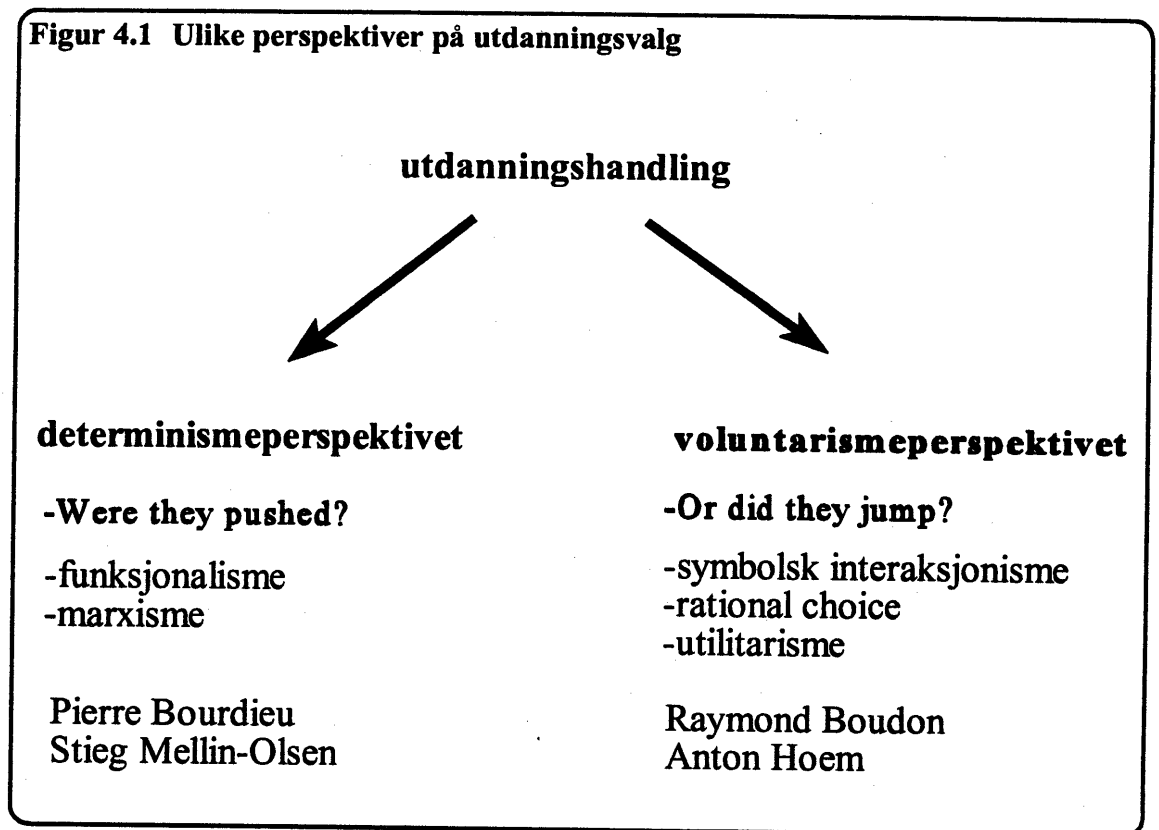 Figur 4.1 Ulike perspektiver på utdanningsvalg
utdanningshandling
determinismeperspektivet
-Were they pushed?
-funksjonalisme
-marxisme
Pierre Bourdieu
Stieg Mellin-Olsen
voluntarismeperspektivet
-Or did they jump?
-symbolsk interaksjonisme
-rational choice
-utilitarisme
Raymond Boudon
Anton Hoem